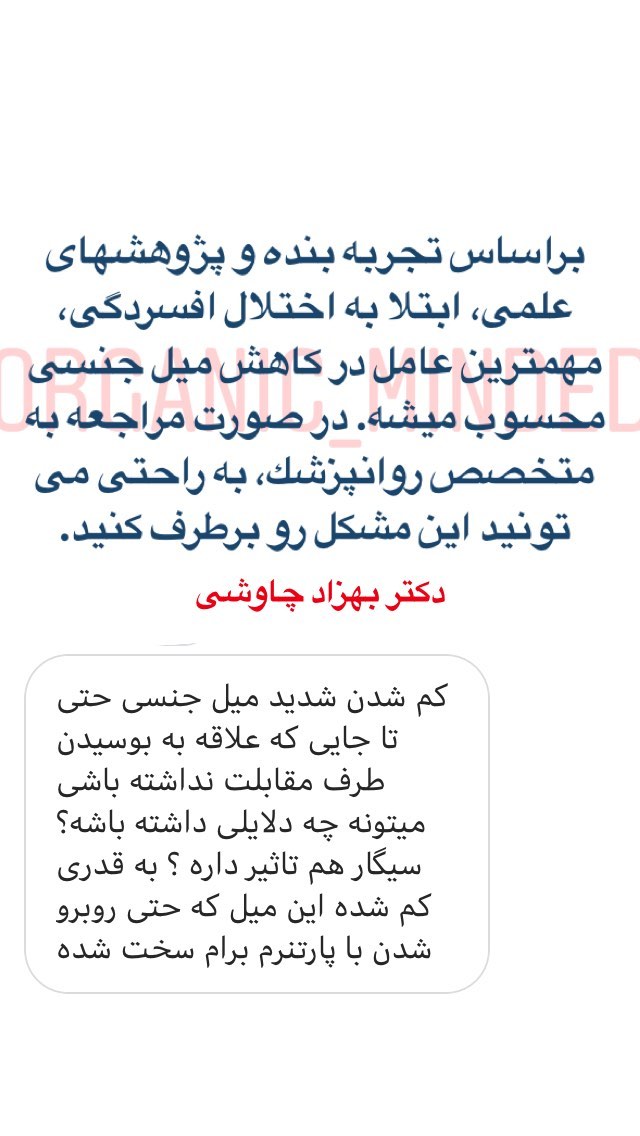 براساس تجربه بنده و پژوهشهای
علمی، ابتلا به اختلال افسردگی،
ORGANIC_MINDED
مهمترین عامل در کاهش میل جنسی
محسوب میشه. در صورت مراجعه به
متخصص روانپزشك، به راحتی می
تونید این مشکل رو برطرف کنید.
دکتر بهزاد چاوشی
کم شدن شدید میل جنسی حتی
تا جایی که علاقه به بوسیدن
طرف مقابلت نداشته باشی
میتونه چه دلایلی داشته باشه؟
سیگار هم تاثیر داره ؟ به قدری
کم شده این میل که حتی روبرو
شدن با پارتنرم برام سخت شده